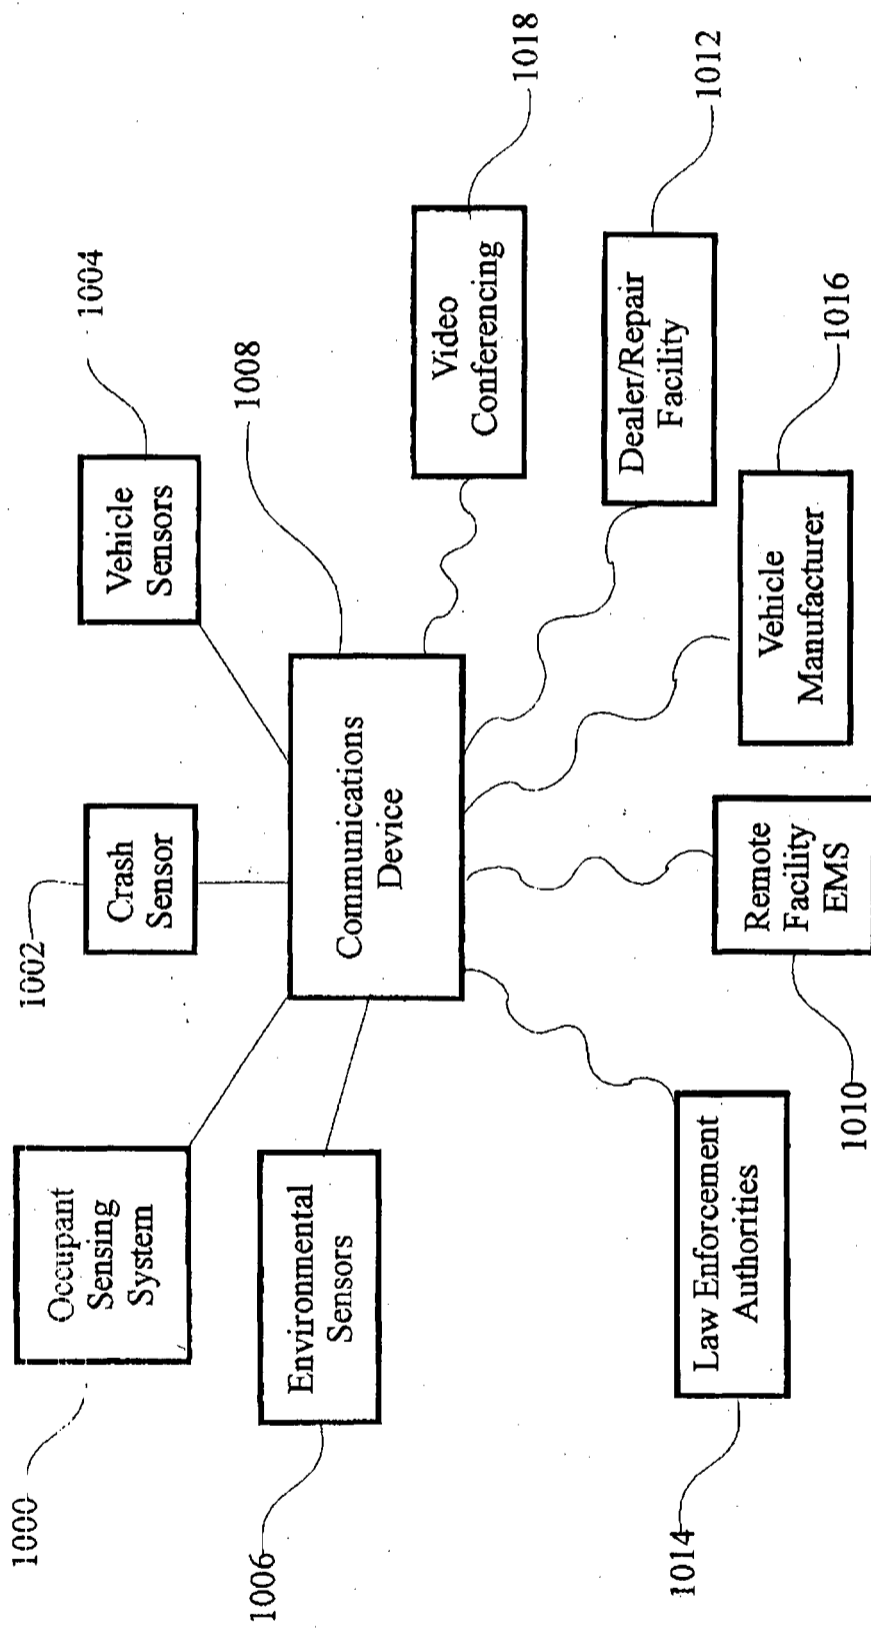 1000
Occupant
Sensing
System
1002
Crash
Sensor
1004
Vehicle
Sensors
1006
Environmental
Sensors
1008
Communications
Device
1018
Video
Conferencing
1012
Dealer/Repair
Facility
1016
Vehicle
Manufacturer
1010
Remote
Facility
EMS
1014
Law Enforcement
Authorities